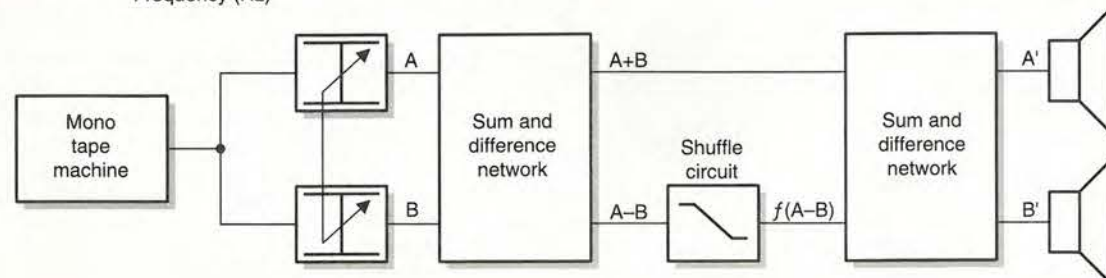 Frequency (Hz)
Mono
tape
machine
A
B
Sum and
difference
network
A+B
A–B
Shuffle
circuit
f(A–B)
Sum and
difference
network
A'
B'